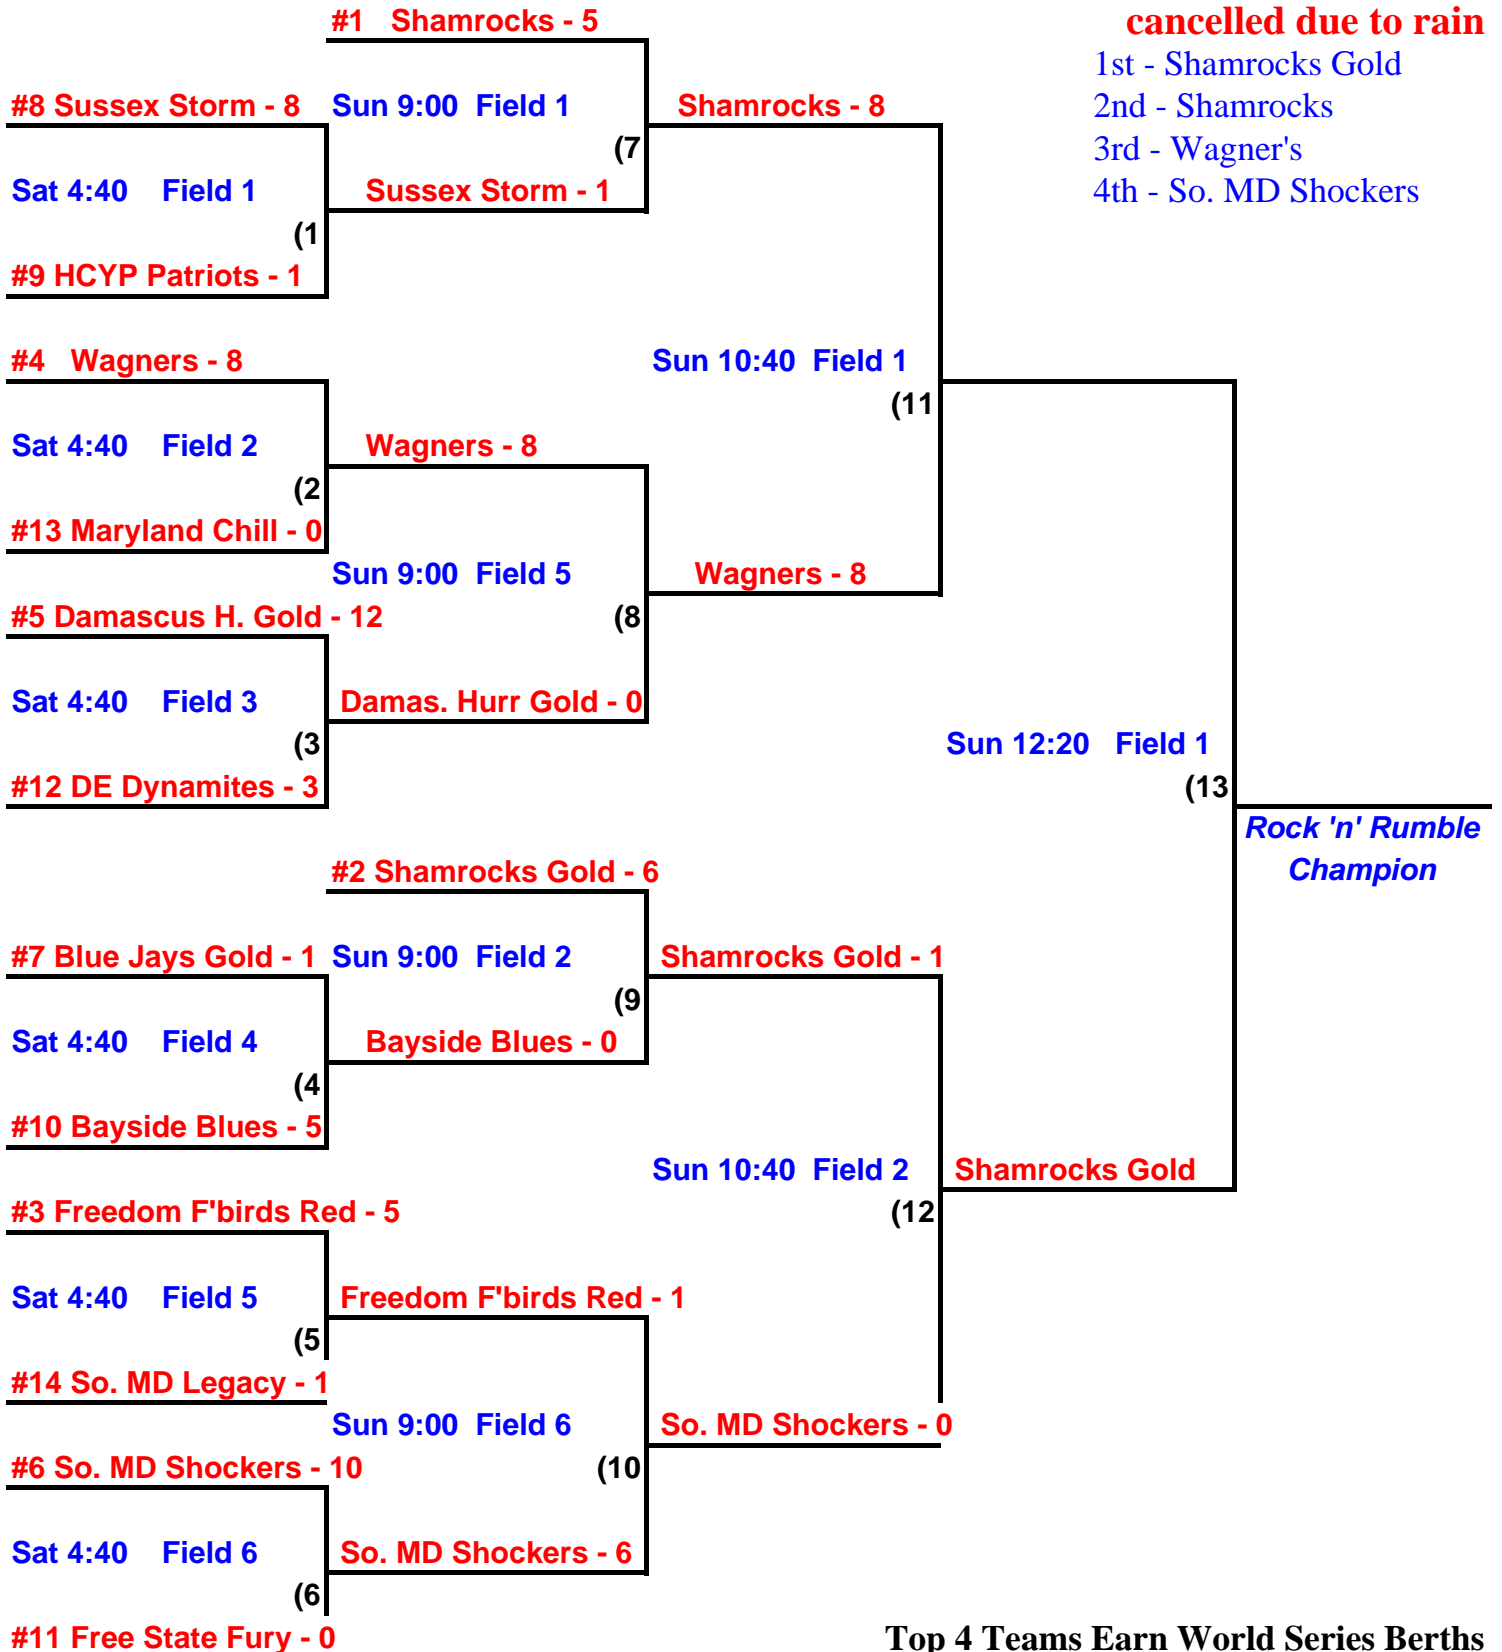 #1 Shamrocks - 5
cancelled due to rain
1st - Shamrocks Gold
2nd - Shamrocks
3rd - Wagner's
4th - So. MD Shockers
#8 Sussex Storm - 8
Sun 9:00 Field 1
Shamrocks - 8
(7
Sat 4:40 Field 1
Sussex Storm - 1
(1
#9 HCYP Patriots - 1
#4 Wagners - 8
Sun 10:40 Field 1
(11
Sat 4:40 Field 2
Wagners - 8
(2
#13 Maryland Chill - 0
Sun 9:00 Field 5
Wagners - 8
#5 Damascus H. Gold - 12
(8
Sat 4:40 Field 3
Damas. Hurr Gold - 0
(3
Sun 12:20 Field 1
#12 DE Dynamites - 3
(13
Rock 'n' Rumble
Champion
#2 Shamrocks Gold - 6
#7 Blue Jays Gold - 1
Sun 9:00 Field 2
Shamrocks Gold - 1
(9
Sat 4:40 Field 4
Bayside Blues - 0
(4
#10 Bayside Blues - 5
Sun 10:40 Field 2
Shamrocks Gold
(12
#3 Freedom F'birds Red - 5
Sat 4:40 Field 5
Freedom F'birds Red - 1
(5
#14 So. MD Legacy - 1
Sun 9:00 Field 6
So. MD Shockers - 0
#6 So. MD Shockers - 10
(10
Sat 4:40 Field 6
So. MD Shockers - 6
(6
#11 Free State Fury - 0
Top 4 Teams Earn World Series Berths